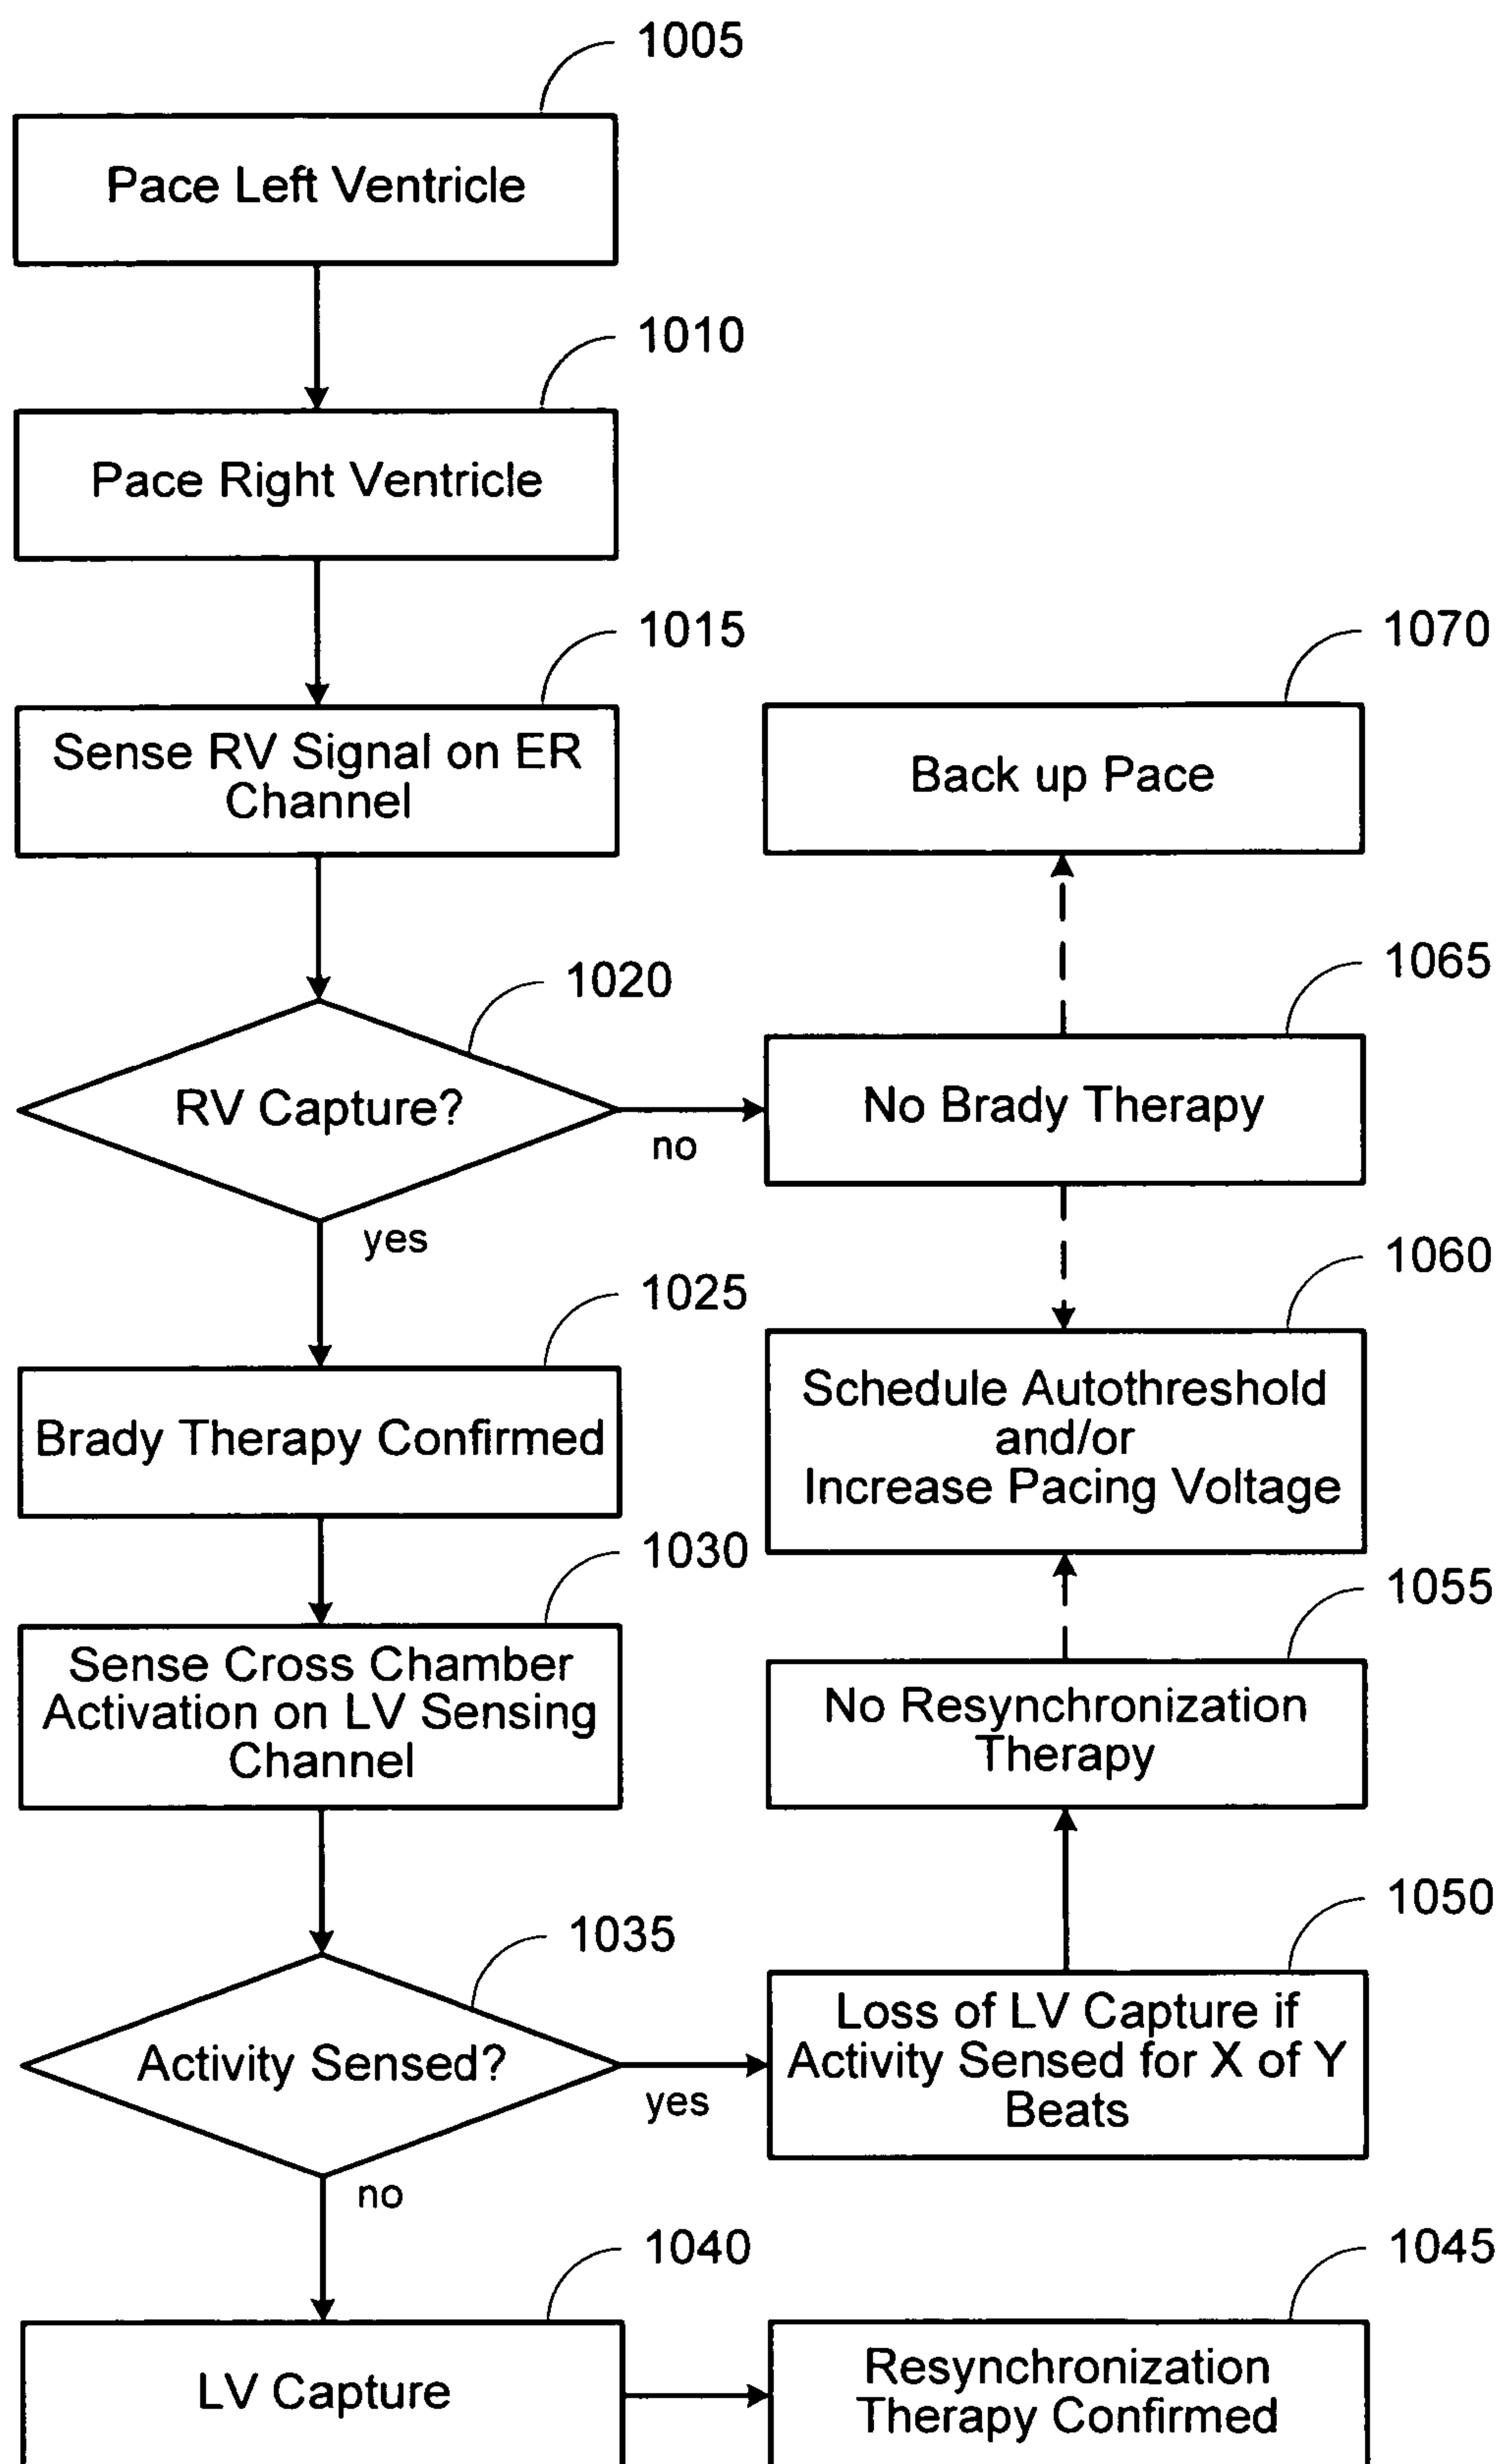 1005
Pace Left Ventricle
1010
Pace Right Ventricle
1015
Sense RV Signal on ER
Channel
1070
Back up Pace
1020
RV Capture?
no
yes
1065
No Brady Therapy
1025
Brady Therapy Confirmed
1060
Schedule Autothreshold
and/or
Increase Pacing Voltage
1030
Sense Cross Chamber
Activation on LV Sensing
Channel
1055
No Resynchronization
Therapy
1035
Activity Sensed?
yes
no
1050
Loss of LV Capture if
Activity Sensed for X of Y
Beats
1040
LV Capture
1045
Resynchronization
Therapy Confirmed